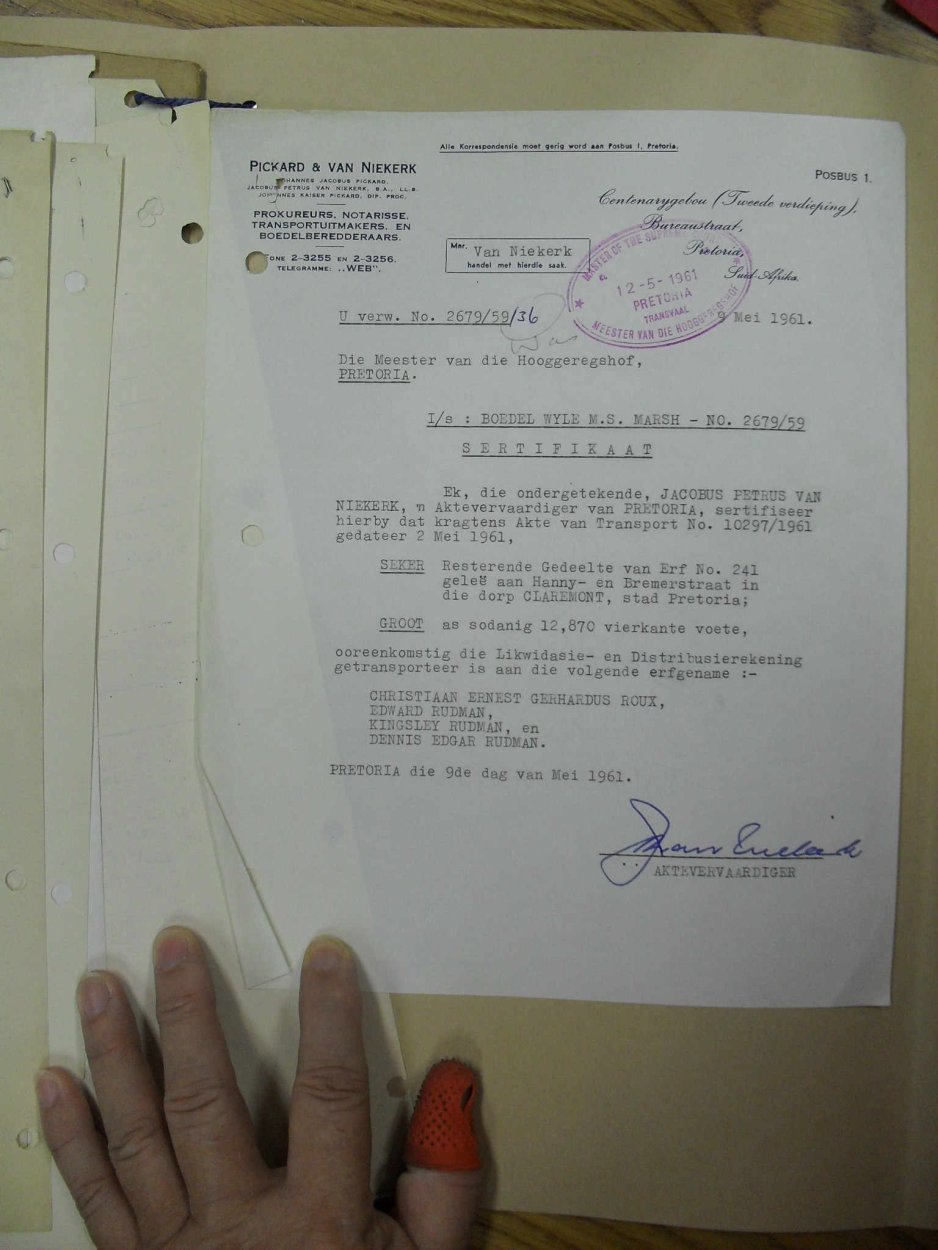 Alle Korrespondensie moet gerig word aan Posbus 1, Pretoria.
PICKARD & VAN NIEKERK
JOHANNES JACOBUS PICKARD.
JACOBUS PETRUS VAN NIEKERK, B.A., LL.B.
JOHANNES KAISER PICKARD, DIP. PROC.
PROKUREURS, NOTARISSE,
TRANSPORTUITMAKERS, EN
BOEDELBEREDDERAARS.
FONE 2-3255 EN 2-3256.
TELEGRAMME: „WEB”.
POSBUS 1.
Centenarygebou (Tweede verdieping),
Bureaustraat,
Pretoria,
Suid-Afrika.
Mnr. Van Niekerk
handel met hierdie saak.
MASTER OF THE SUPREME
12-5-1961
PRETORIA
TRANSVAAL
MEESTER VAN DIE HOOGGEREGSHOF
U verw. No. 2679/59/36
9 Mei 1961.
Die Meester van die Hooggeregshof,
PRETORIA.
I/s : BOEDEL WYLE M.S. MARSH - NO. 2679/59
S E R T I F I K A A T
Ek, die ondergetekende, JACOBUS PETRUS VAN
NIEKERK, 'n Aktevervaardiger van PRETORIA, sertifiseer
hierby dat kragtens Akte van Transport No. 10297/1961
gedateer 2 Mei 1961,
SEKER Resterende Gedeelte van Erf No. 241
geleë aan Hanny- en Bremerstraat in
die dorp CLAREMONT, stad Pretoria;
GROOT as sodanig 12,870 vierkante voete,
ooreenkomstig die Likwidasie- en Distribusierekening
getransporteer is aan die volgende erfgename :-
CHRISTIAAN ERNEST GERHARDUS ROUX,
EDWARD RUDMAN,
KINGSLEY RUDMAN, en
DENNIS EDGAR RUDMAN.
PRETORIA die 9de dag van Mei 1961.
AKTEVERVAARDIGER